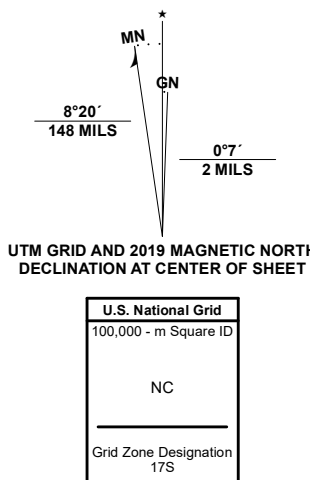 ★
MN
GN
8°20´
148 MILS
0°7´
2 MILS
UTM GRID AND 2019 MAGNETIC NORTH
DECLINATION AT CENTER OF SHEET
U.S. National Grid
100,000 - m Square ID
NC
Grid Zone Designation
17S